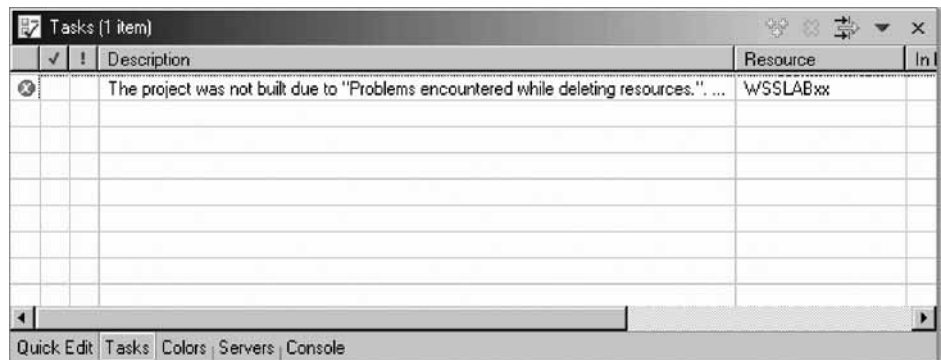 Tasks (1 item)
! Description Resource In
The project was not built due to "Problems encountered while deleting resources.". ... WSSLABxx
Quick Edit Tasks Colors Servers Console